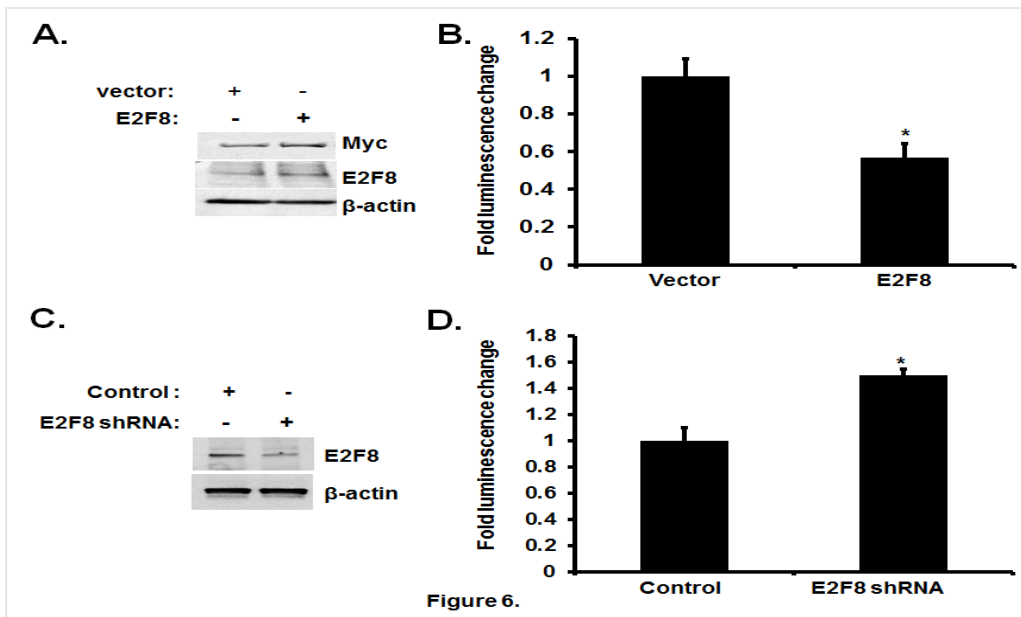 A.
vector: + -
E2F8: - +
Myc
E2F8
β-actin
B.
Fold luminescence change
1.2
1
0.8
0.6
0.4
0.2
0
*
Vector E2F8
C.
Control : + -
E2F8 shRNA: - +
E2F8
β-actin
D.
Fold luminescence change
1.8
1.6
1.4
1.2
1
0.8
0.6
0.4
0.2
0
*
Control E2F8 shRNA
Figure 6.